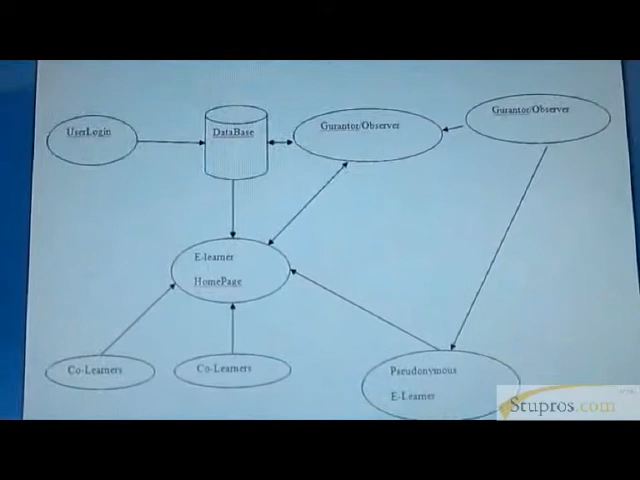 UserLogin
DataBase
Gurantor/Observer
Gurantor/Observer
E-learner
HomePage
Co-Learners
Co-Learners
Pseudonymous
E-Learner
Stupros.com